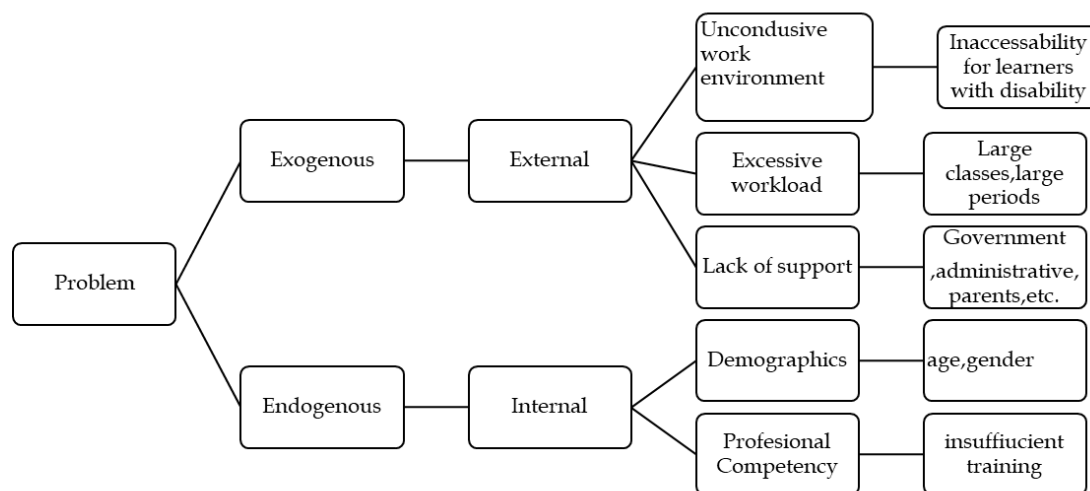 Uncondusive
work
environment
Inaccessability
for learners
with disability
Exogenous
External
Excessive
workload
Large
classes,large
periods
Problem
Lack of support
Government
,administrative,
parents,etc.
Demographics
age,gender
Endogenous
Internal
Profesional
Competency
insuffiucient
training